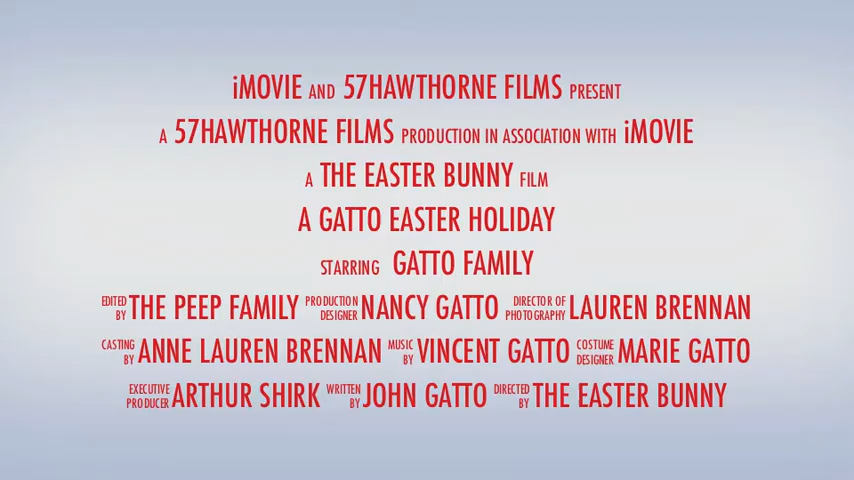 iMOVIE AND 57HAWTHORNE FILMS PRESENT
A 57HAWTHORNE FILMS PRODUCTION IN ASSOCIATION WITH iMOVIE
A THE EASTER BUNNY FILM
A GATTO EASTER HOLIDAY
STARRING GATTO FAMILY
EDITED BY THE PEEP FAMILY PRODUCTION DESIGNER NANCY GATTO DIRECTOR OF PHOTOGRAPHY LAUREN BRENNAN
CASTING BY ANNE LAUREN BRENNAN MUSIC BY VINCENT GATTO COSTUME DESIGNER MARIE GATTO
EXECUTIVE PRODUCER ARTHUR SHIRK WRITTEN BY JOHN GATTO DIRECTED BY THE EASTER BUNNY